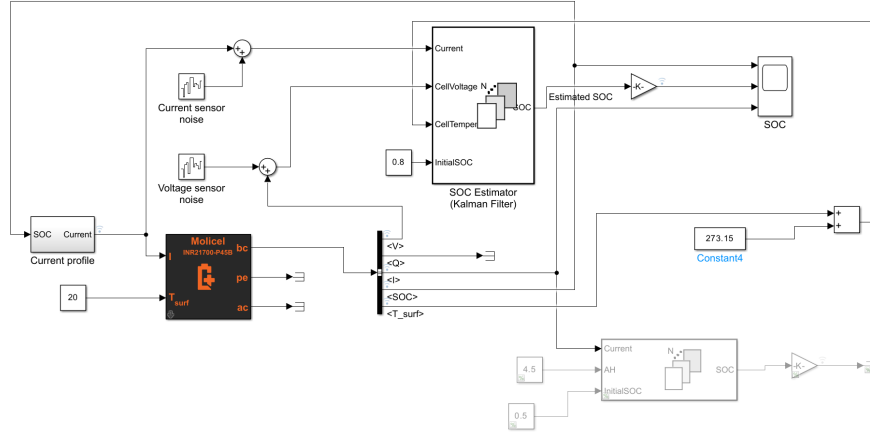 Current
CellVoltage
CellTemper
InitialSOC
N
SOC
SOC Estimator
(Kalman Filter)
Current sensor
noise
Voltage sensor
noise
0.8
Estimated SOC
-K-
SOC
SOC Current
Current profile
Molicel
INR21700-P45B
I
T_surf
bc
pe
ac
20
<V>
<Q>
<I>
<SOC>
<T_surf>
273.15
Constant4
4.5
0.5
Current
AH
InitialSOC
N
SOC
-K-